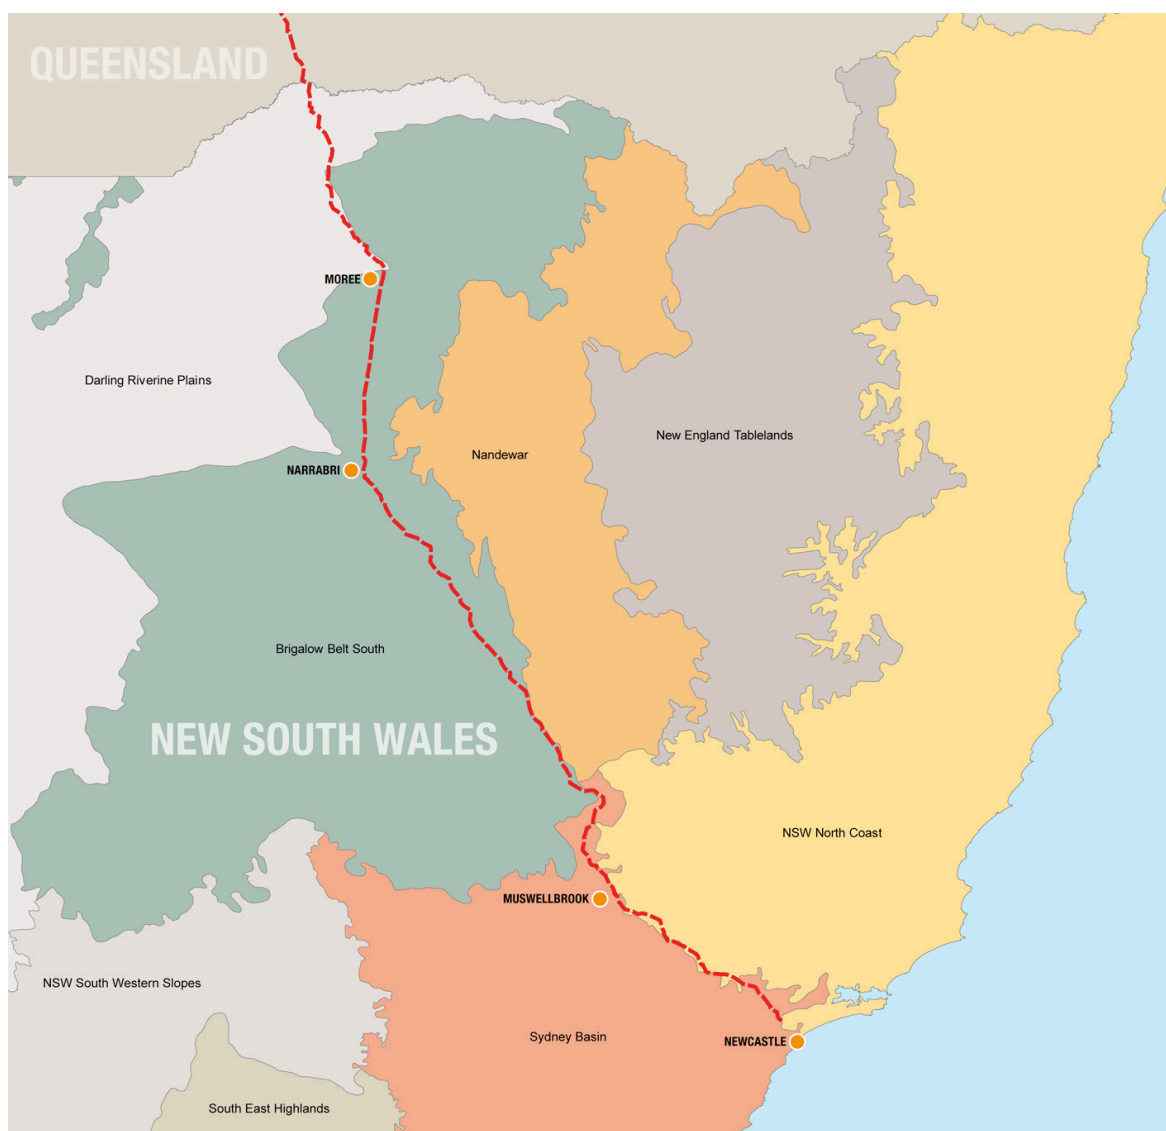 QUEENSLAND
MOREE
Darling Riverine Plains
New England Tablelands
Nandewar
NARRABRI
Brigalow Belt South
NEW SOUTH WALES
NSW North Coast
MUSWELLBROOK
NSW South Western Slopes
Sydney Basin
NEWCASTLE
South East Highlands